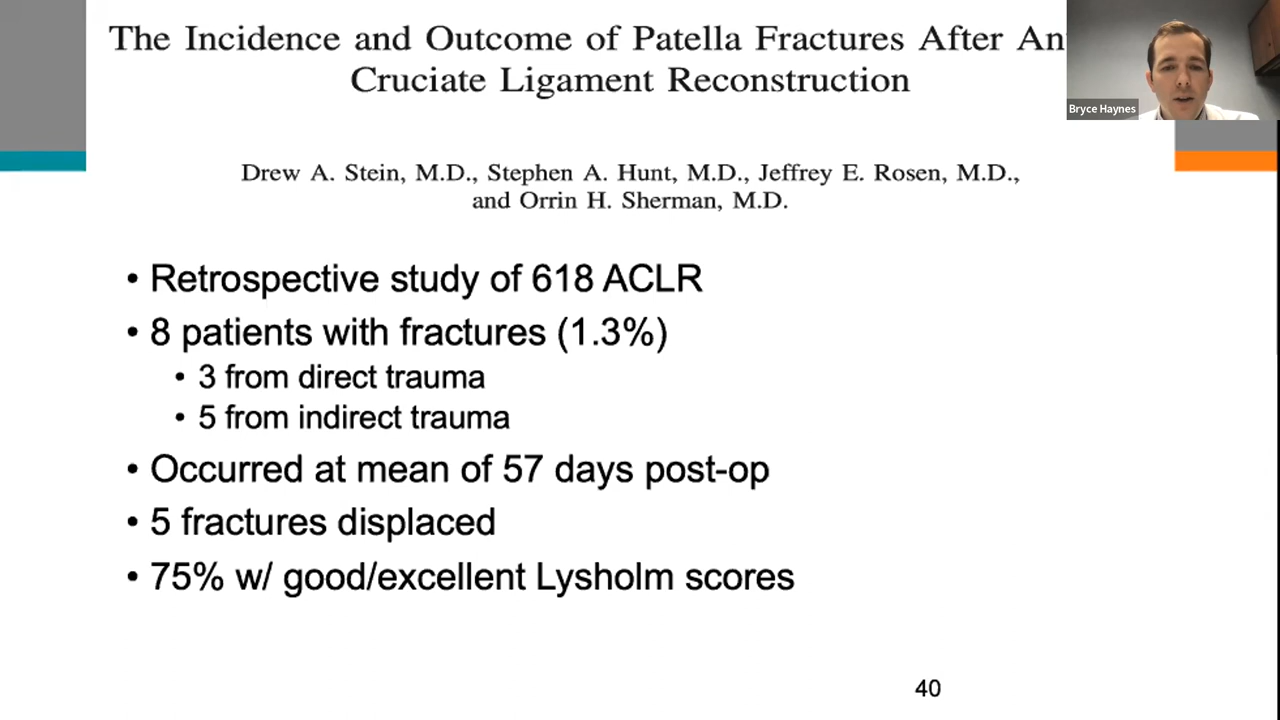 The Incidence and Outcome of Patella Fractures After
Cruciate Ligament Reconstruction
Bryce Haynes
Drew A. Stein, M.D., Stephen A. Hunt, M.D., Jeffrey E. Rosen, M.D.,
and Orrin H. Sherman, M.D.
• Retrospective study of 618 ACLR
• 8 patients with fractures (1.3%)
• 3 from direct trauma
• 5 from indirect trauma
• Occurred at mean of 57 days post-op
• 5 fractures displaced
• 75% w/ good/excellent Lysholm scores
40